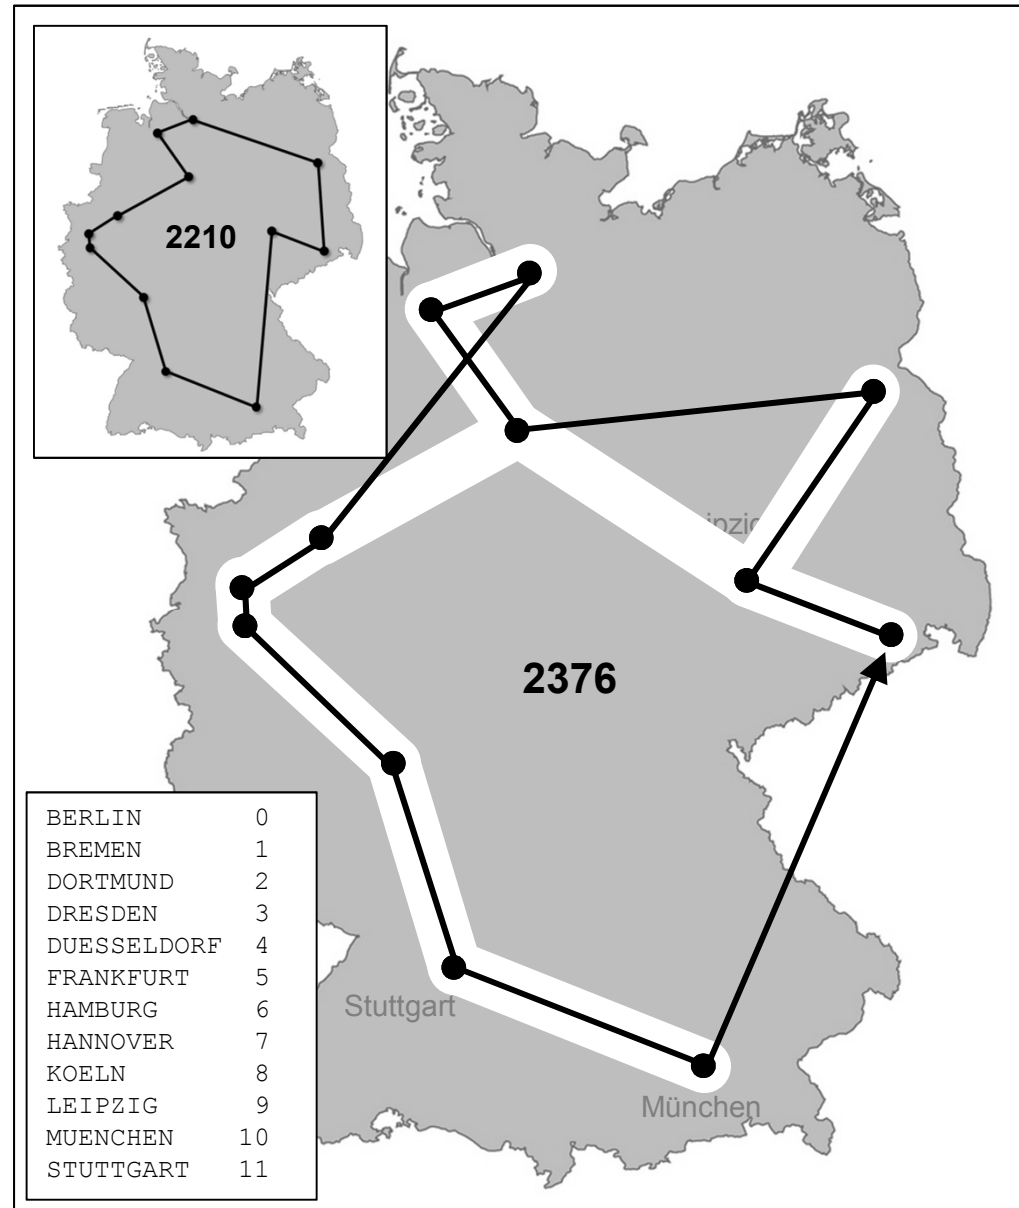 2210
ipzig
2376
BERLIN 0
BREMEN 1
DORTMUND 2
DRESDEN 3
DUESSELDORF 4
FRANKFURT 5
HAMBURG 6
HANNOVER 7
KOELN 8
LEIPZIG 9
MUENCHEN 10
STUTTGART 11
Stuttgart
München